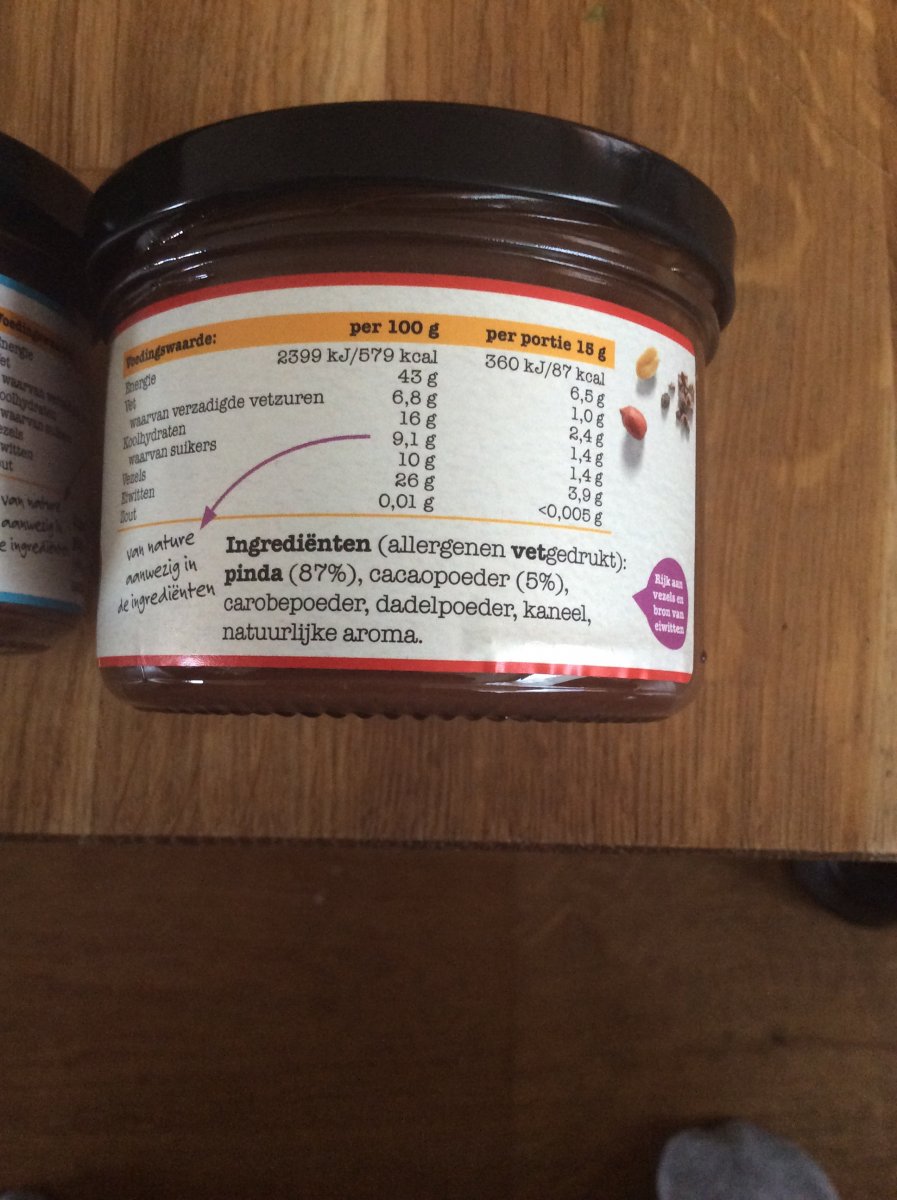 Voedingswaarde: per 100 g per portie 15 g
Energie 2399 kJ/579 kcal 360 kJ/87 kcal
Vet 43 g 6,5 g
waarvan verzadigde vetzuren 6,8 g 1,0 g
Koolhydraten 16 g 2,4 g
waarvan suikers 9,1 g 1,4 g
Vezels 10 g 1,4 g
Eiwitten 26 g 3,9 g
Zout 0,01 g <0,005 g
van nature
aanwezig in
de ingrediënten
Ingrediënten (allergenen vetgedrukt):
pinda (87%), cacaopoeder (5%),
carobepoeder, dadelpoeder, kaneel,
natuurlijke aroma.
Rijk aan
vezels en
bron van
eiwitten